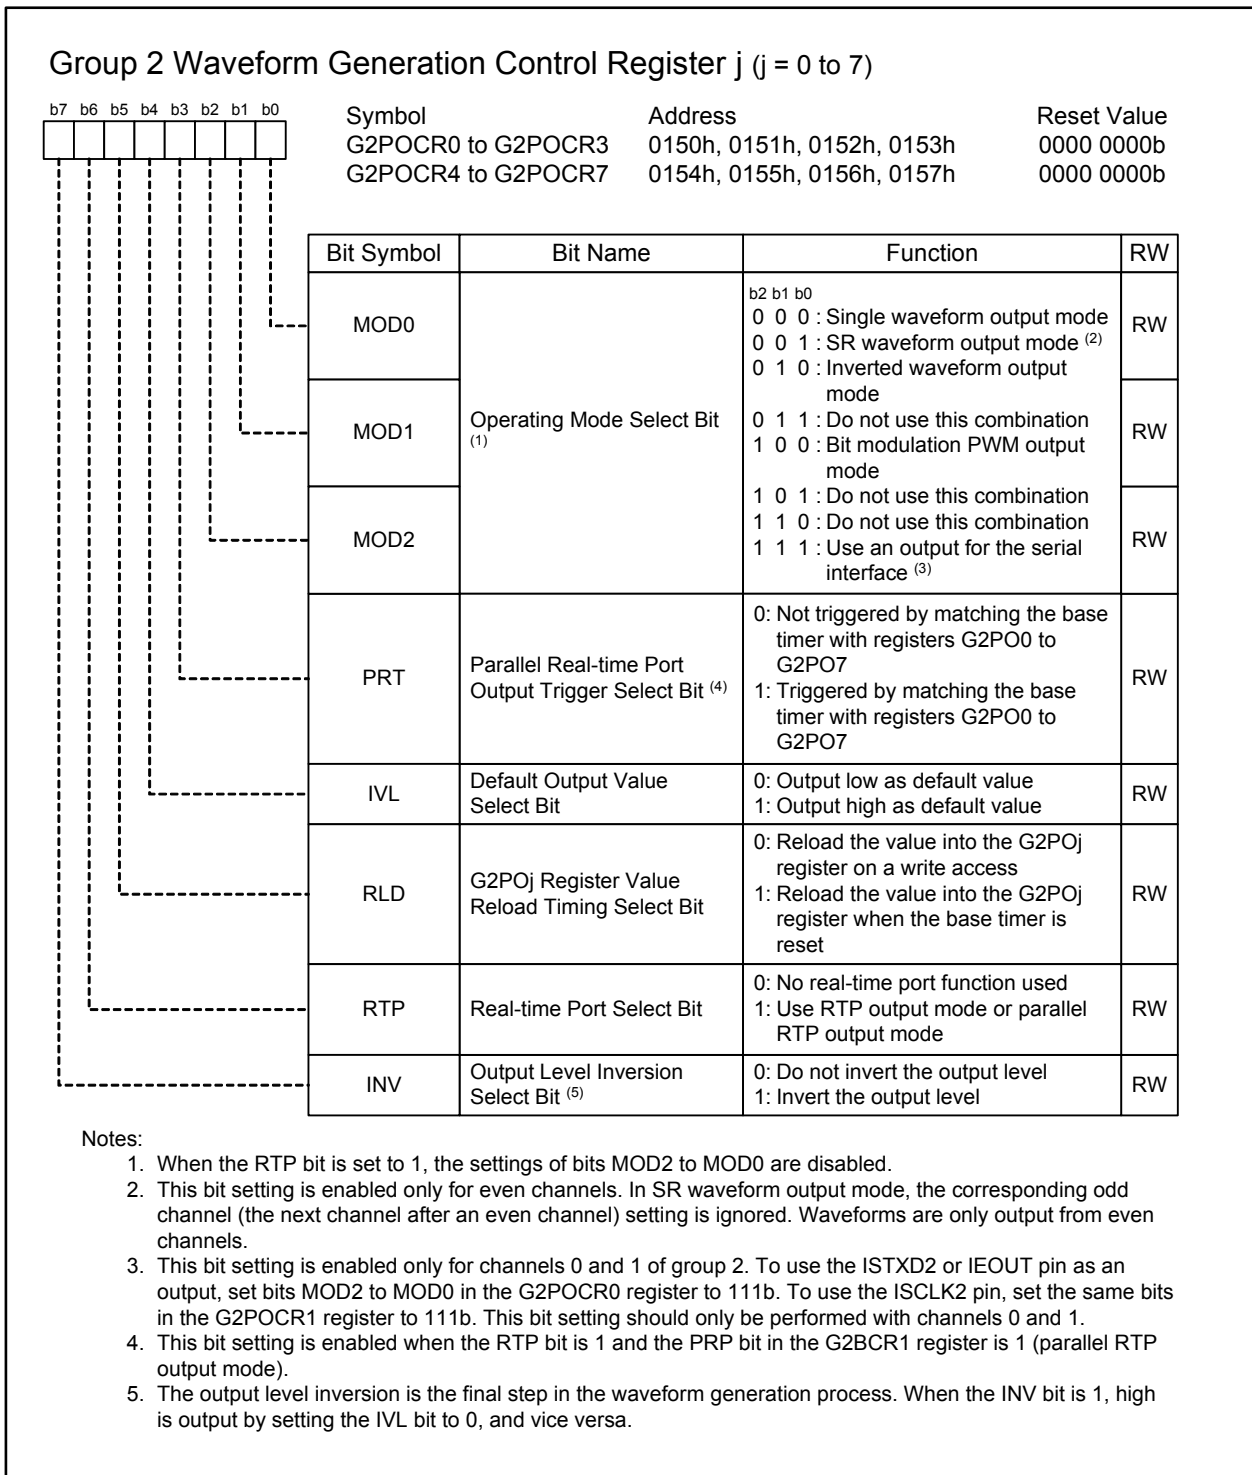 Group 2 Waveform Generation Control Register j (j = 0 to 7)
b7 b6 b5 b4 b3 b2 b1 b0
Symbol Address Reset Value
G2POCR0 to G2POCR3 0150h, 0151h, 0152h, 0153h 0000 0000b
G2POCR4 to G2POCR7 0154h, 0155h, 0156h, 0157h 0000 0000b
Bit Symbol Bit Name Function RW
MOD0 RW
MOD1 RW
MOD2 RW
Operating Mode Select Bit
(1)
b2 b1 b0
0 0 0 : Single waveform output mode
0 0 1 : SR waveform output mode (2)
0 1 0 : Inverted waveform output
mode
0 1 1 : Do not use this combination
1 0 0 : Bit modulation PWM output
mode
1 0 1 : Do not use this combination
1 1 0 : Do not use this combination
1 1 1 : Use an output for the serial
interface (3)
PRT
Parallel Real-time Port
Output Trigger Select Bit (4)
0: Not triggered by matching the base
timer with registers G2PO0 to
G2PO7
1: Triggered by matching the base
timer with registers G2PO0 to
G2PO7
RW
IVL
Default Output Value
Select Bit
0: Output low as default value
1: Output high as default value
RW
RLD
G2POj Register Value
Reload Timing Select Bit
0: Reload the value into the G2POj
register on a write access
1: Reload the value into the G2POj
register when the base timer is
reset
RW
RTP
Real-time Port Select Bit
0: No real-time port function used
1: Use RTP output mode or parallel
RTP output mode
RW
INV
Output Level Inversion
Select Bit (5)
0: Do not invert the output level
1: Invert the output level
RW
Notes:
1. When the RTP bit is set to 1, the settings of bits MOD2 to MOD0 are disabled.
2. This bit setting is enabled only for even channels. In SR waveform output mode, the corresponding odd
channel (the next channel after an even channel) setting is ignored. Waveforms are only output from even
channels.
3. This bit setting is enabled only for channels 0 and 1 of group 2. To use the ISTXD2 or IEOUT pin as an
output, set bits MOD2 to MOD0 in the G2POCR0 register to 111b. To use the ISCLK2 pin, set the same bits
in the G2POCR1 register to 111b. This bit setting should only be performed with channels 0 and 1.
4. This bit setting is enabled when the RTP bit is 1 and the PRP bit in the G2BCR1 register is 1 (parallel RTP
output mode).
5. The output level inversion is the final step in the waveform generation process. When the INV bit is 1, high
is output by setting the IVL bit to 0, and vice versa.